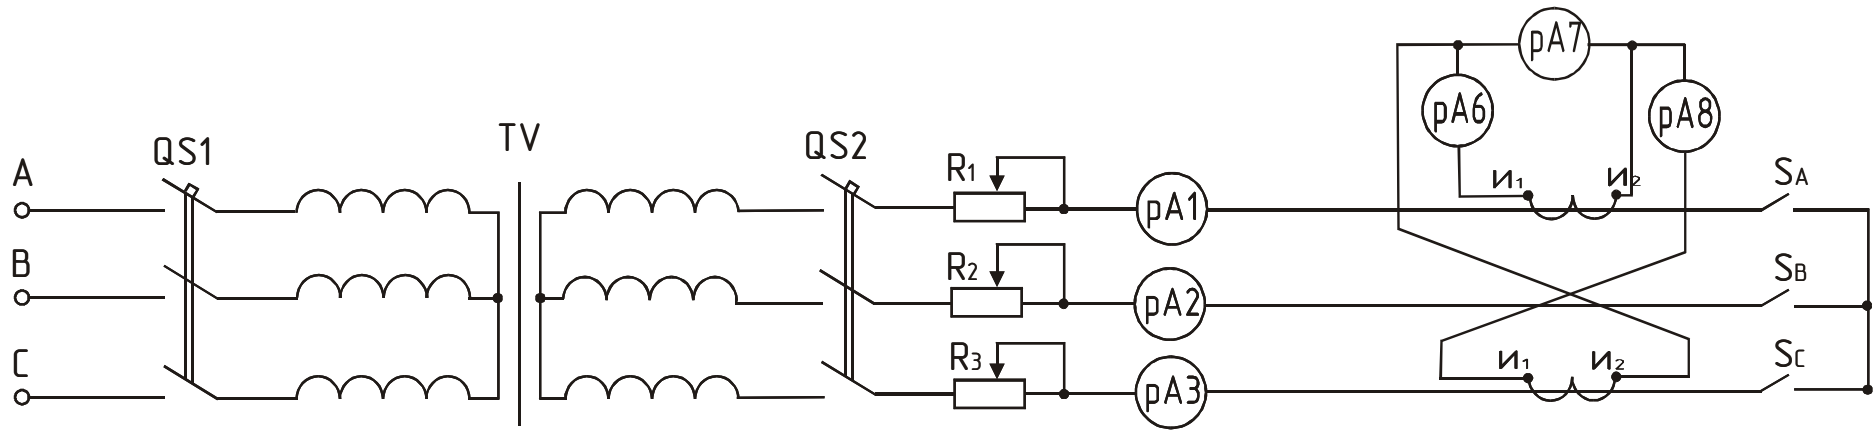 pA7
pA6
pA8
TV
QS1
QS2
A
R1
pA1
И1
И2
SA
B
R2
pA2
SB
C
R3
pA3
И1
И2
SC